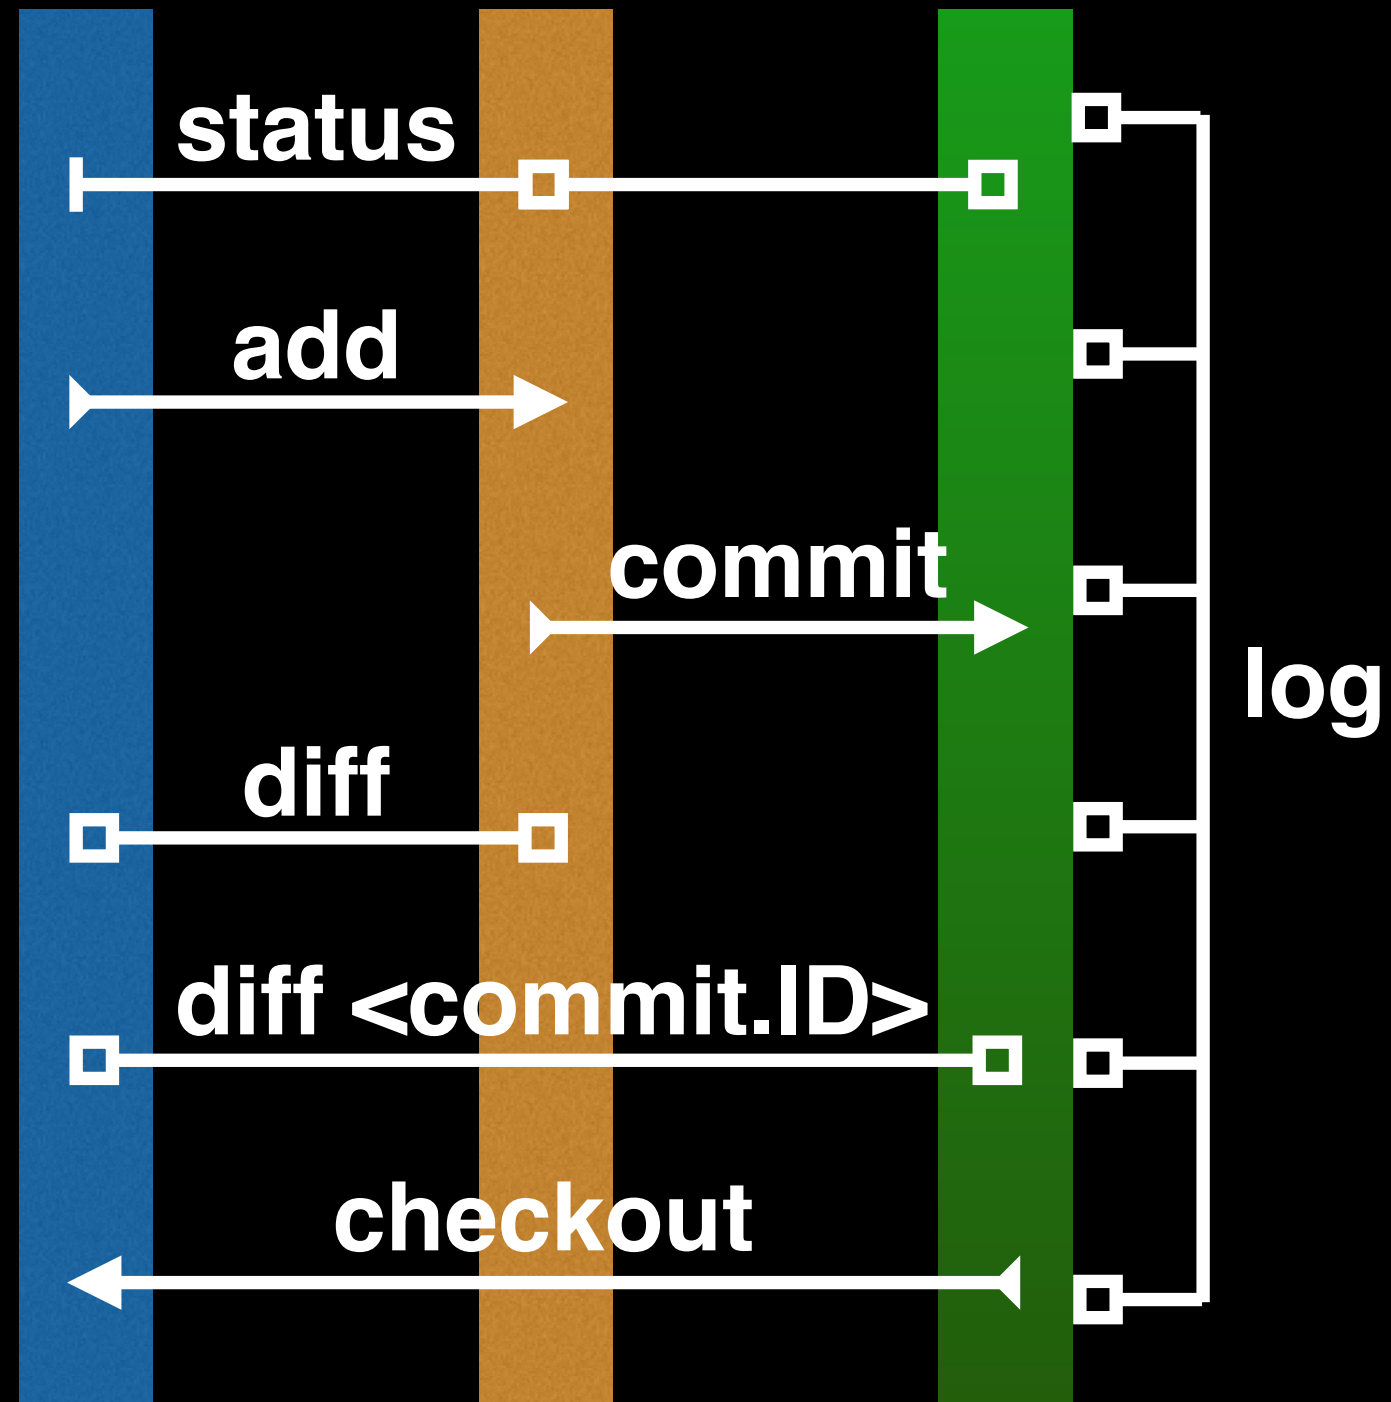 status
add
commit
log
diff
diff <commit.ID>
checkout